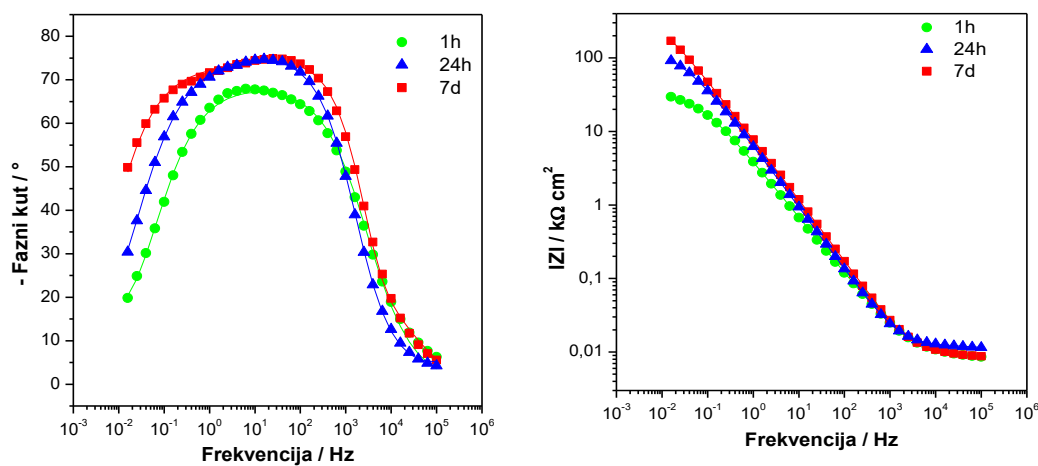 80
70
60
50
40
30
20
10
0
- Fazni kut / °
10⁻³ 10⁻² 10⁻¹ 10⁰ 10¹ 10² 10³ 10⁴ 10⁵ 10⁶
Frekvencija / Hz
1h
24h
7d
100
10
1
0,1
0,01
IZI / kΩ cm²
10⁻³ 10⁻² 10⁻¹ 10⁰ 10¹ 10² 10³ 10⁴ 10⁵ 10⁶
Frekvencija / Hz
1h
24h
7d